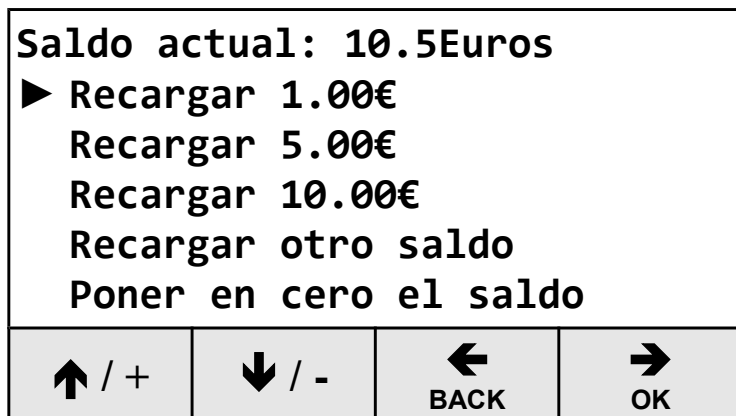 Saldo actual: 10.5Euros
► Recargar 1.00€
Recargar 5.00€
Recargar 10.00€
Recargar otro saldo
Poner en cero el saldo
🡹 / + 🡻 / - 🡸 🡺
BACK OK